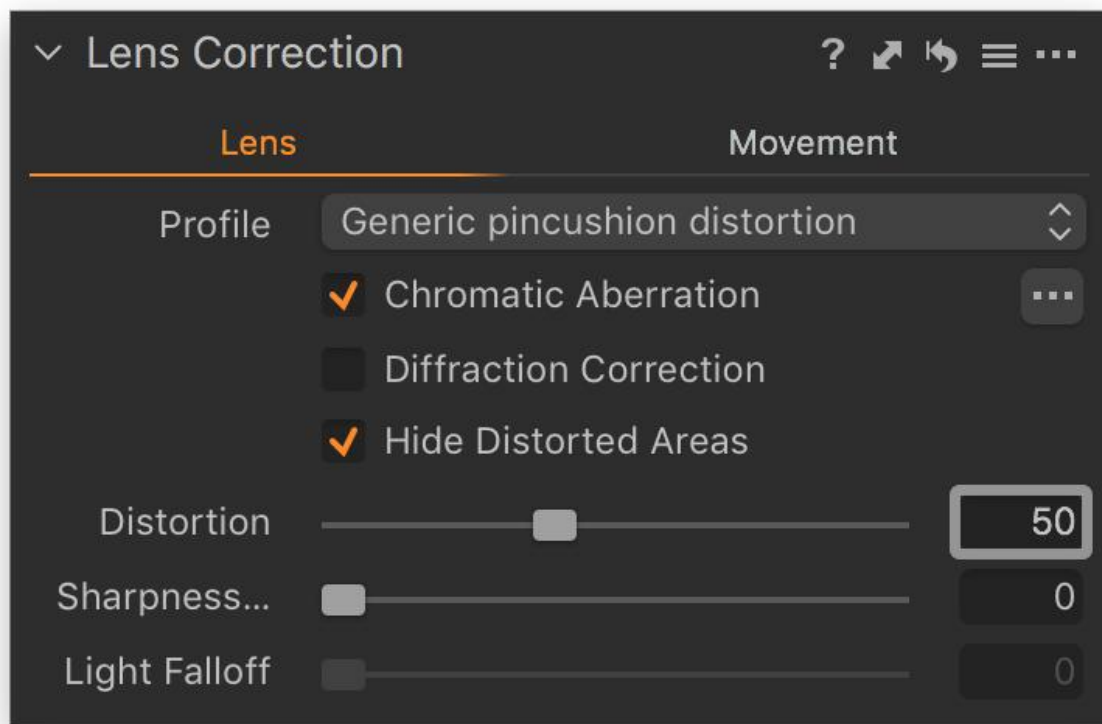 Lens Correction ?
Lens Movement
Profile Generic pincushion distortion
Chromatic Aberration
Diffraction Correction
Hide Distorted Areas
Distortion 50
Sharpness... 0
Light Falloff 0